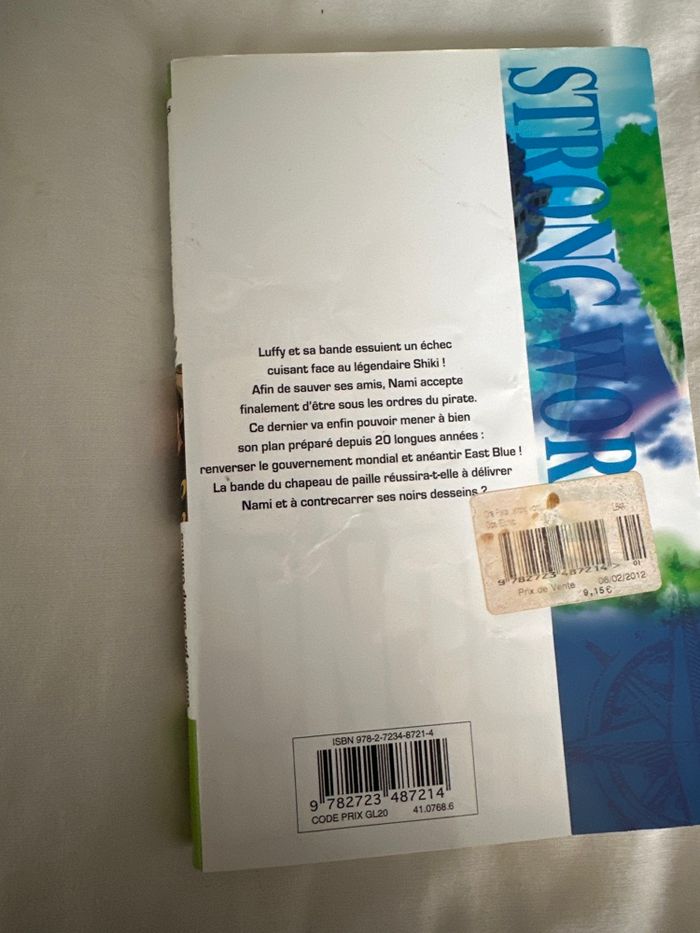 STRONG WOR
Luffy et sa bande essuient un échec
cuisant face au légendaire Shiki !
Afin de sauver ses amis, Nami accepte
finalement d'être sous les ordres du pirate.
Ce dernier va enfin pouvoir mener à bien
son plan préparé depuis 20 longues années :
renverser le gouvernement mondial et anéantir East Blue !
La bande du chapeau de paille réussira-t-elle à délivrer
Nami et à contrecarrer ses noirs desseins ?
9 782723 487214 > 01
Prix de Vente 06/02/2012
9,15€
ISBN 978-2-7234-8721-4
9 782723 487214
CODE PRIX GL20 41.0768.6